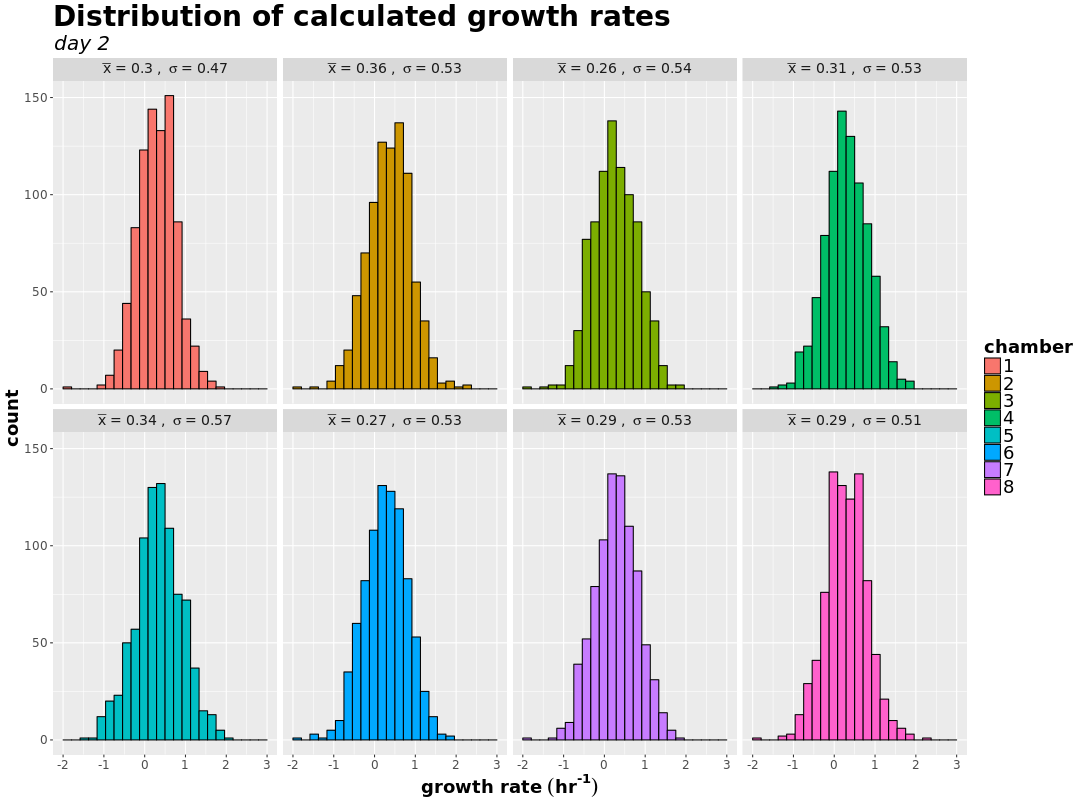 Distribution of calculated growth rates
day 2
x̅ = 0.3 , σ = 0.47
x̅ = 0.36 , σ = 0.53
x̅ = 0.26 , σ = 0.54
x̅ = 0.31 , σ = 0.53
150
100
50
0
x̅ = 0.34 , σ = 0.57
x̅ = 0.27 , σ = 0.53
x̅ = 0.29 , σ = 0.53
x̅ = 0.29 , σ = 0.51
150
100
50
0
-2 -1 0 1 2 3
-2 -1 0 1 2 3
-2 -1 0 1 2 3
-2 -1 0 1 2 3
count
growth rate (hr⁻¹)
chamber
1
2
3
4
5
6
7
8